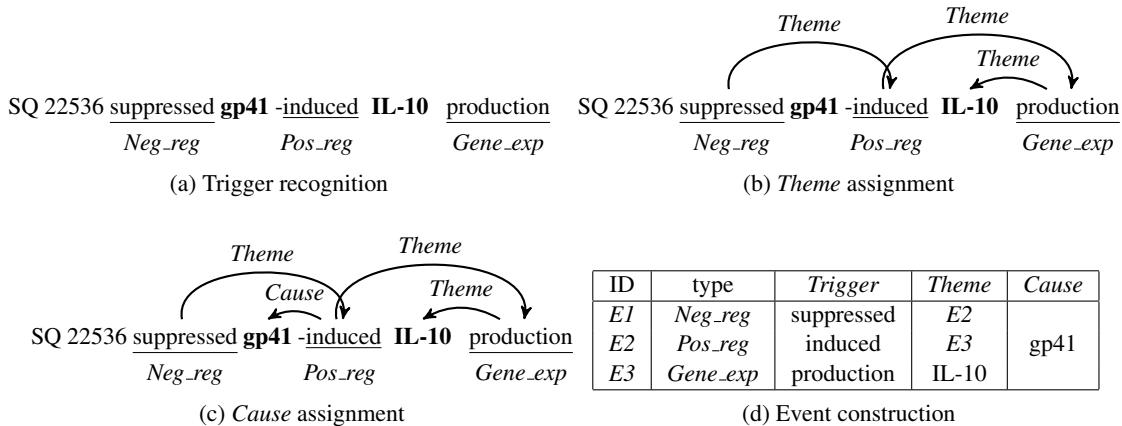 Theme
SQ 22536 suppressed gp41 -induced IL-10 production
Neg_reg Pos_reg Gene_exp
(a) Trigger recognition
Theme Theme
Theme
SQ 22536 suppressed gp41 -induced IL-10 production
Neg_reg Pos_reg Gene_exp
(b) Theme assignment
Theme Theme
Cause Theme
SQ 22536 suppressed gp41 -induced IL-10 production
Neg_reg Pos_reg Gene_exp
(c) Cause assignment
ID type Trigger Theme Cause
E1 Neg_reg suppressed E2
E2 Pos_reg induced E3 gp41
E3 Gene_exp production IL-10
(d) Event construction